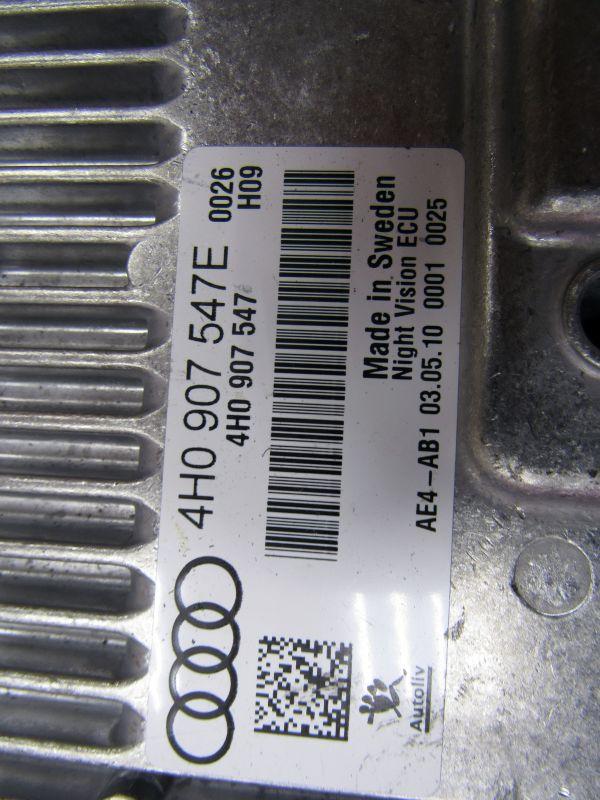 4H0 907 547E 0026
4H0 907 547 H09
Made in Sweden
Night Vision ECU
AE4-AB1 03.05.10 0001 0025
Autoliv